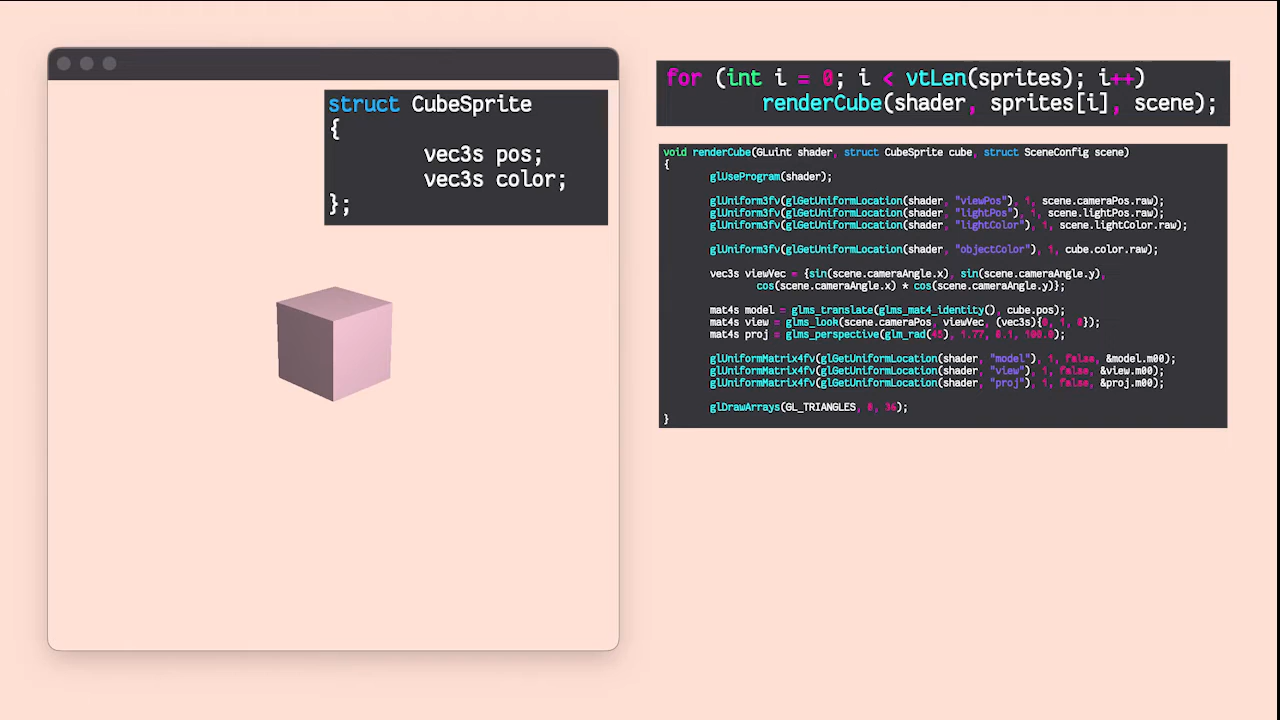 struct CubeSprite
{
vec3s pos;
vec3s color;
};
for (int i = 0; i < vtLen(sprites); i++)
renderCube(shader, sprites[i], scene);
void renderCube(GLuint shader, struct CubeSprite cube, struct SceneConfig scene)
{
glUseProgram(shader);
glUniform3fv(glGetUniformLocation(shader, "viewPos"), 1, scene.cameraPos.raw);
glUniform3fv(glGetUniformLocation(shader, "lightPos"), 1, scene.lightPos.raw);
glUniform3fv(glGetUniformLocation(shader, "lightColor"), 1, scene.lightColor.raw);
glUniform3fv(glGetUniformLocation(shader, "objectColor"), 1, cube.color.raw);
vec3s viewVec = {sin(scene.cameraAngle.x), sin(scene.cameraAngle.y),
cos(scene.cameraAngle.x) * cos(scene.cameraAngle.y)};
mat4s model = glms_translate(glms_mat4_identity(), cube.pos);
mat4s view = glms_look(scene.cameraPos, viewVec, (vec3s){0, 1, 0});
mat4s proj = glms_perspective(glm_rad(45), 1.77, 0.1, 100.0);
glUniformMatrix4fv(glGetUniformLocation(shader, "model"), 1, false, &model.m00);
glUniformMatrix4fv(glGetUniformLocation(shader, "view"), 1, false, &view.m00);
glUniformMatrix4fv(glGetUniformLocation(shader, "proj"), 1, false, &proj.m00);
glDrawArrays(GL_TRIANGLES, 0, 36);
}